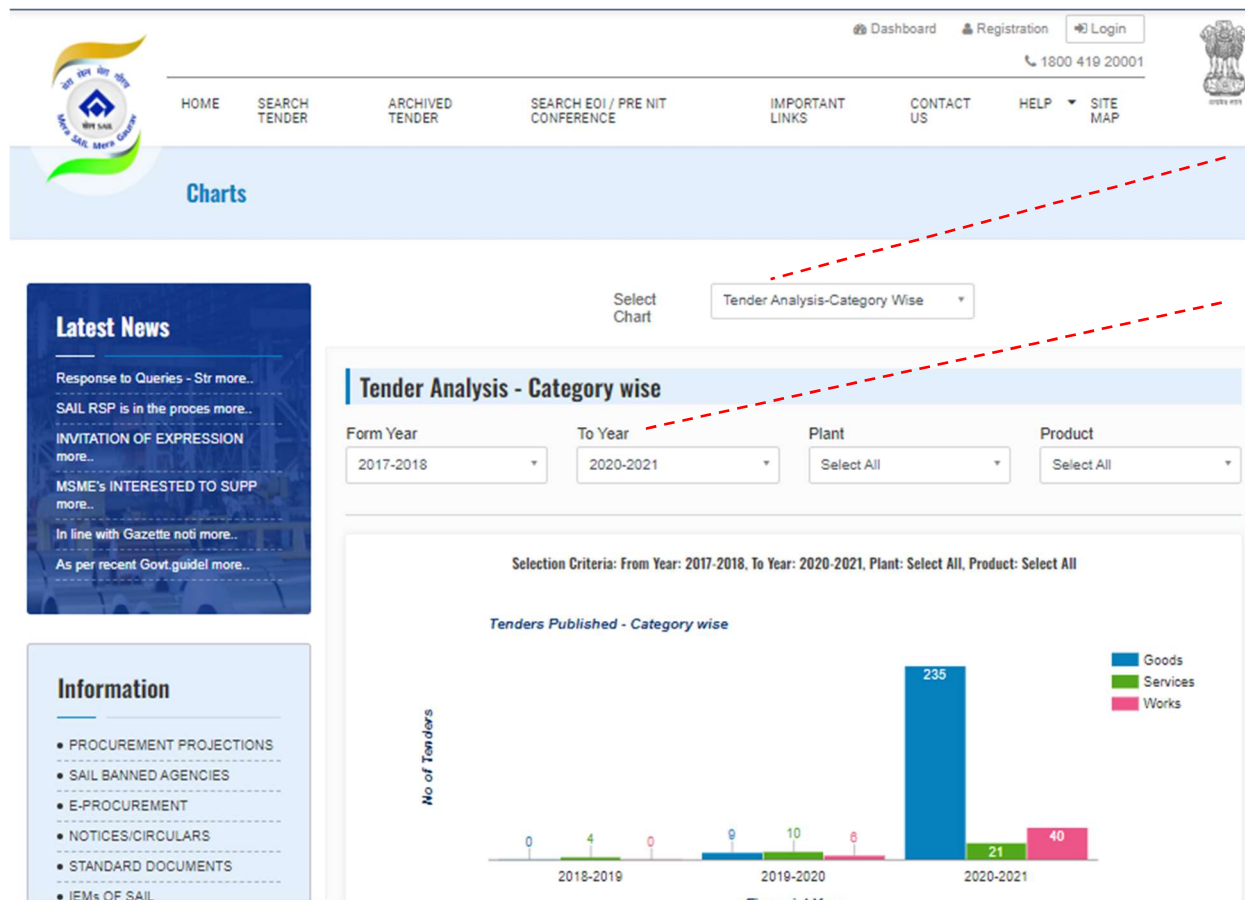 Dashboard Registration Login
1800 419 20001
मेरा सेल मेरा गौरव
सेल SAIL
Mera SAIL Mera Gaurav
HOME SEARCH TENDER ARCHIVED TENDER SEARCH EOI / PRE NIT CONFERENCE IMPORTANT LINKS CONTACT US HELP SITE MAP
Charts
Select Chart
Tender Analysis-Category Wise
Latest News
Response to Queries - Str more..
SAIL RSP is in the proces more..
INVITATION OF EXPRESSION
more..
MSME's INTERESTED TO SUPP
more..
In line with Gazette noti more..
As per recent Govt.guidel more..
Information
• PROCUREMENT PROJECTIONS
• SAIL BANNED AGENCIES
• E-PROCUREMENT
• NOTICES/CIRCULARS
• STANDARD DOCUMENTS
• IEMs OF SAIL
Tender Analysis - Category wise
Form Year To Year Plant Product
2017-2018 2020-2021 Select All Select All
Selection Criteria: From Year: 2017-2018, To Year: 2020-2021, Plant: Select All, Product: Select All
Tenders Published - Category wise
Goods
Services
Works
No of Tenders
235
0 4 0 9 10 6 21 40
2018-2019 2019-2020 2020-2021